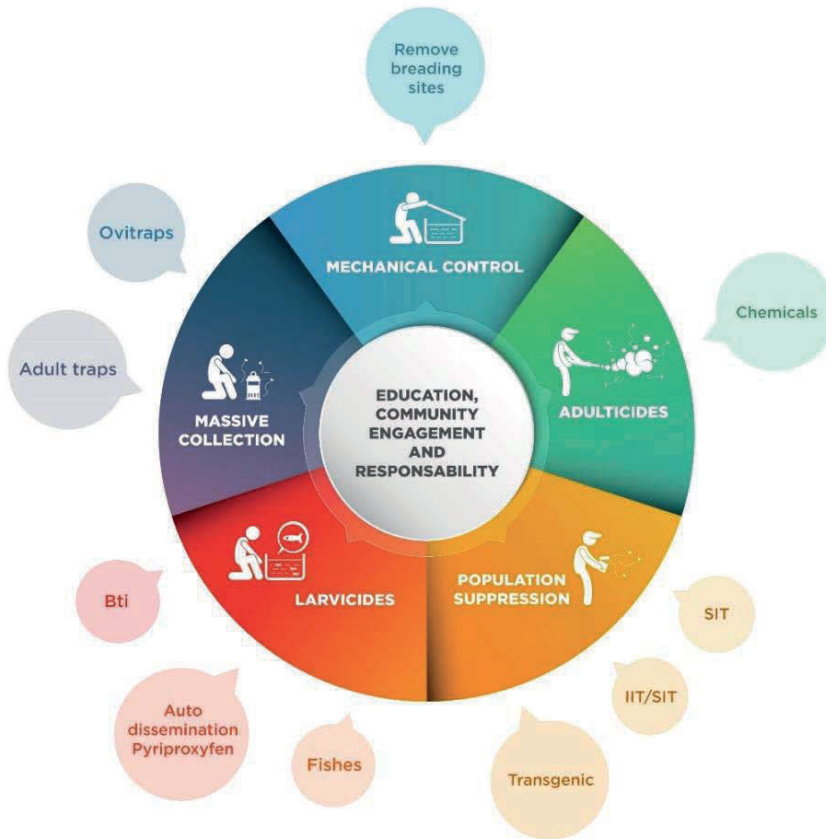 Remove
breading
sites
Ovitraps
MECHANICAL CONTROL
Chemicals
Adult traps
MASSIVE
COLLECTION
EDUCATION,
COMMUNITY
ENGAGEMENT
AND
RESPONSABILITY
ADULTICIDES
Bti
LARVICIDES
POPULATION
SUPPRESSION
SIT
IIT/SIT
Auto
dissemination
Pyriproxyfen
Fishes
Transgenic